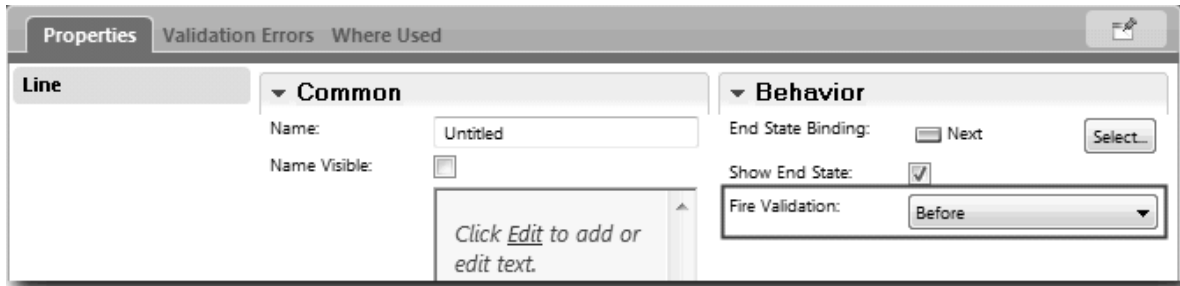 Properties Validation Errors Where Used
Line
Common
Name: Untitled
Name Visible:
Click Edit to add or
edit text.
Behavior
End State Binding: Next Select...
Show End State:
Fire Validation: Before